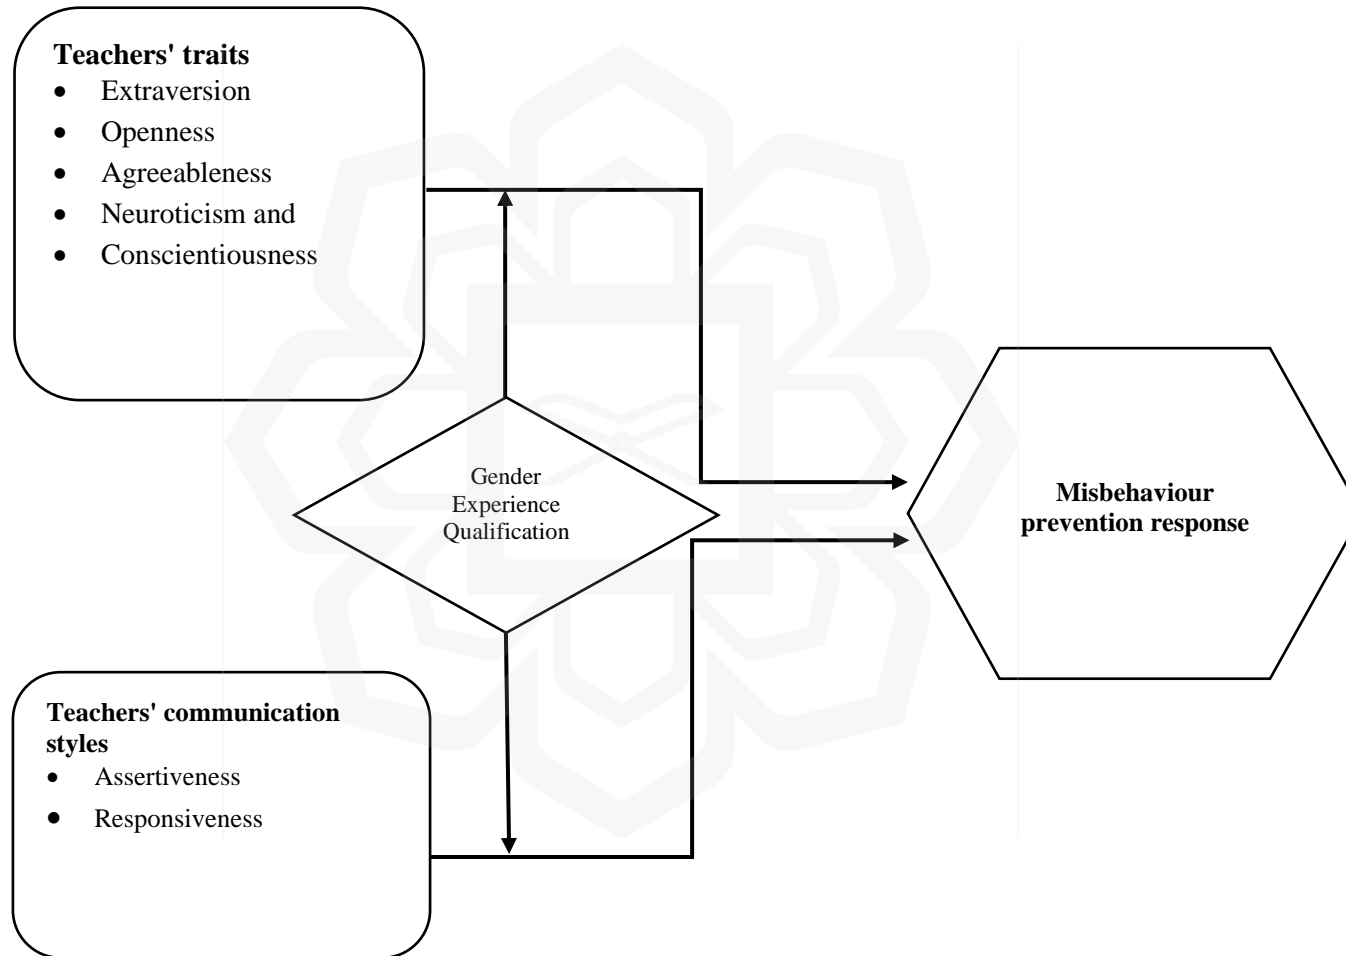 Teachers' traits
• Extraversion
• Openness
• Agreeableness
• Neuroticism and
• Conscientiousness
Gender
Experience
Qualification
Misbehaviour
prevention response
Teachers' communication
styles
• Assertiveness
• Responsiveness